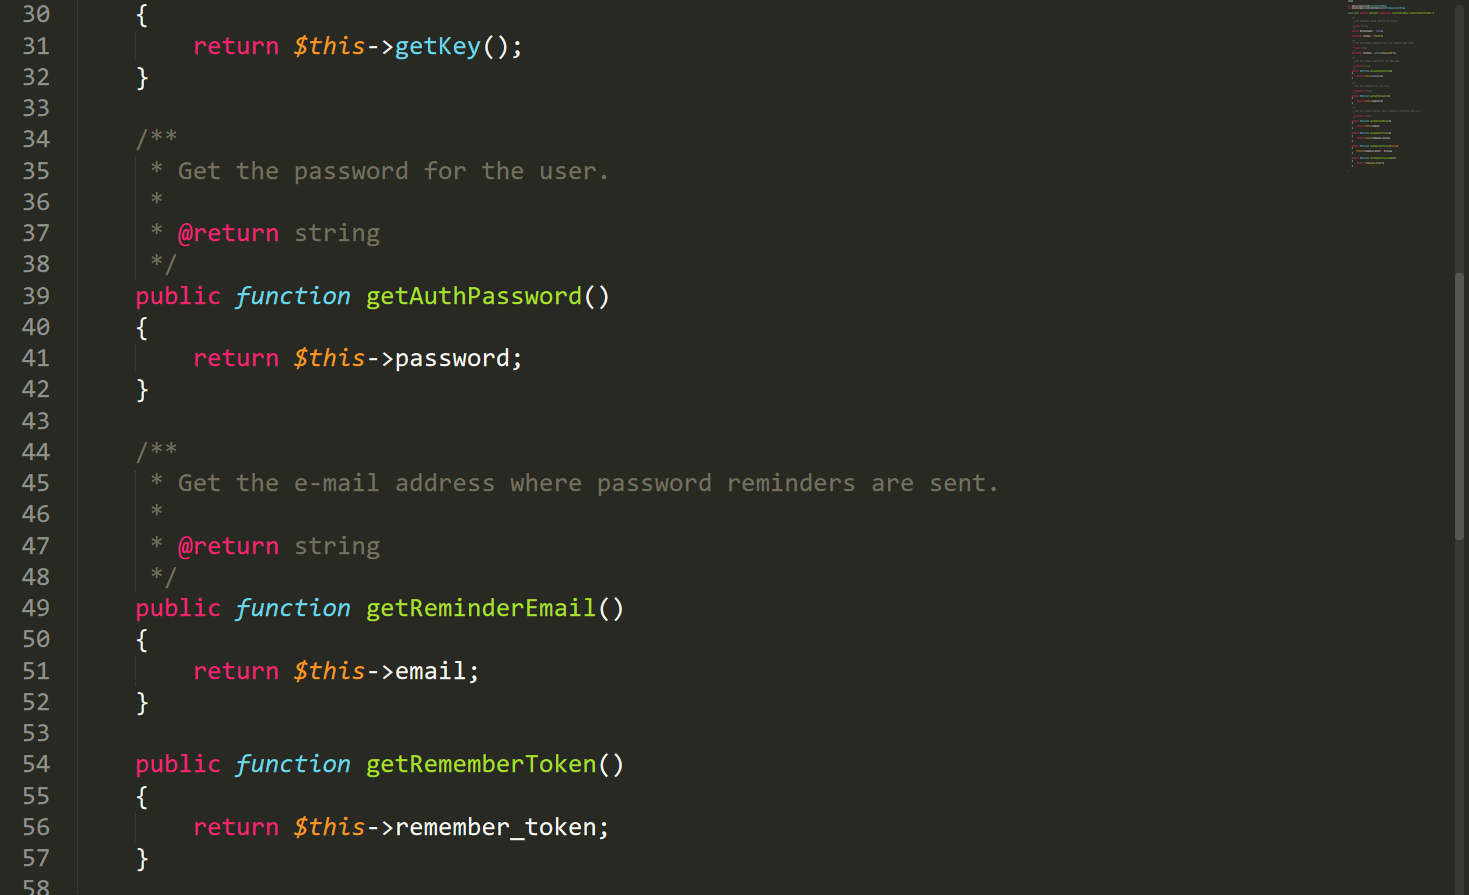 30 {
31 return $this->getKey();
32 }
33
34 /**
35 * Get the password for the user.
36 *
37 * @return string
38 */
39 public function getAuthPassword()
40 {
41 return $this->password;
42 }
43
44 /**
45 * Get the e-mail address where password reminders are sent.
46 *
47 * @return string
48 */
49 public function getReminderEmail()
50 {
51 return $this->email;
52 }
53
54 public function getRememberToken()
55 {
56 return $this->remember_token;
57 }
58